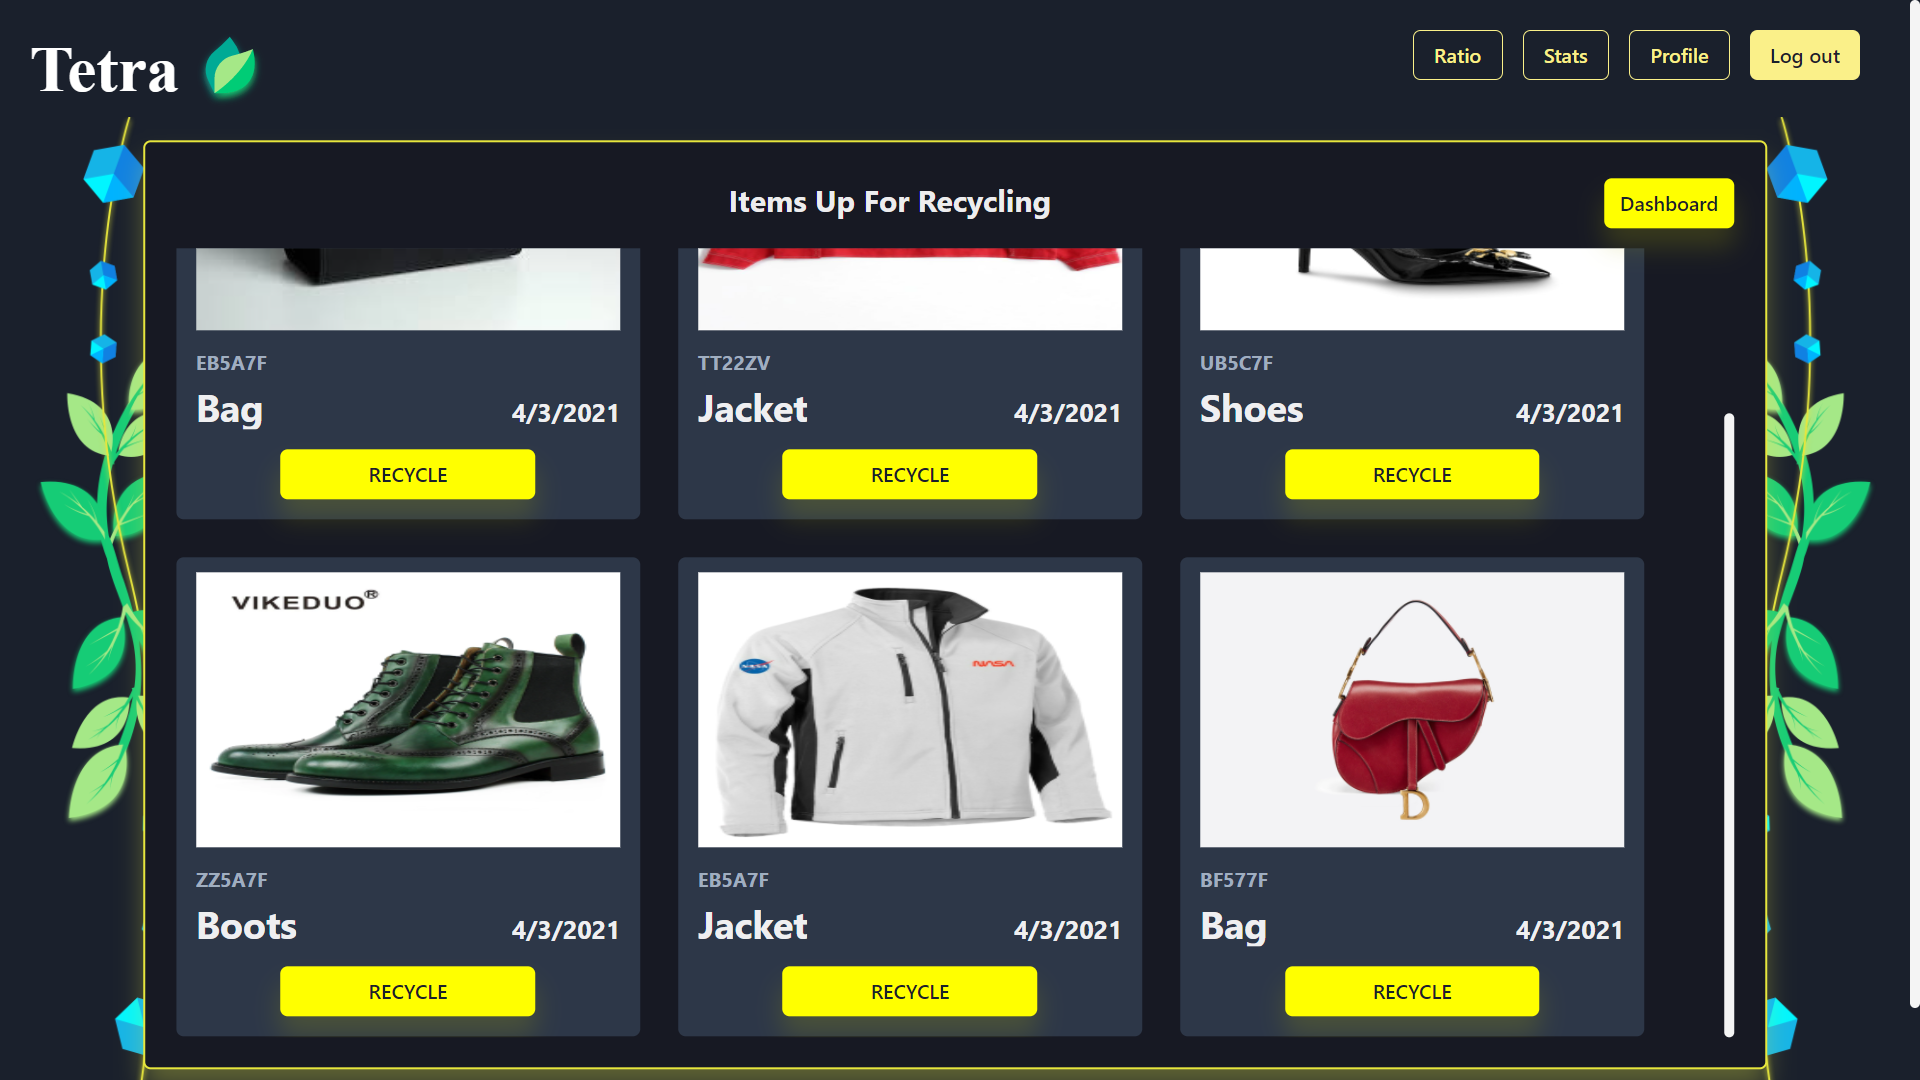 Tetra
Ratio
Stats
Profile
Log out
Items Up For Recycling
Dashboard
EB5A7F
Bag
4/3/2021
RECYCLE
TT22ZV
Jacket
4/3/2021
RECYCLE
UB5C7F
Shoes
4/3/2021
RECYCLE
VIKEDUO®
ZZ5A7F
Boots
4/3/2021
RECYCLE
NASA
NASA
EB5A7F
Jacket
4/3/2021
RECYCLE
D
BF577F
Bag
4/3/2021
RECYCLE